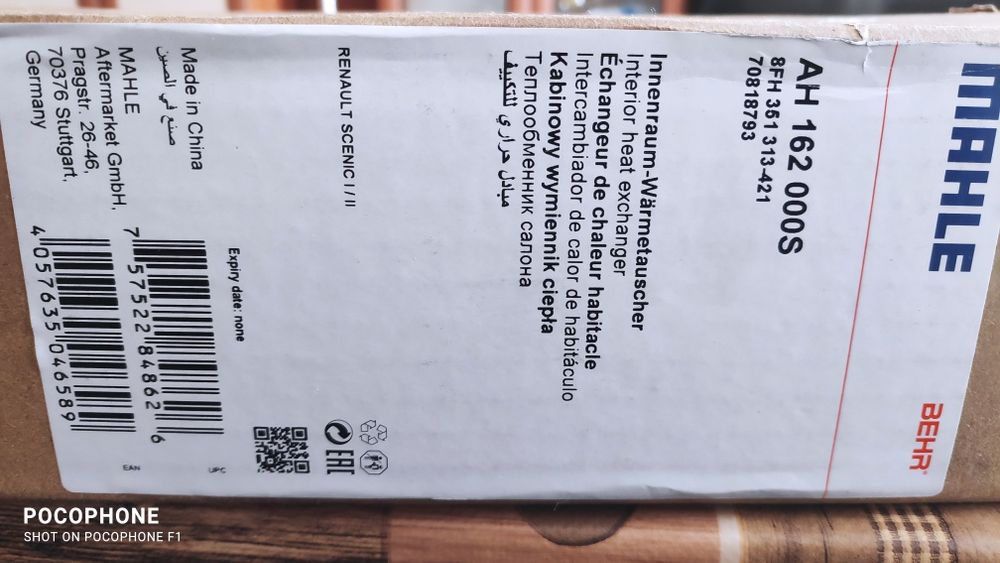 MAHLE
BEHR
AH 162 000S
8FH 351 313-421
70818793
Innenraum-Wärmetauscher
Interior heat exchanger
Échangeur de chaleur habitacle
Intercambiador de calor de habitáculo
Kabinowy wymiennik ciepła
Теплообменник салона
مبادل حراري للتكييف
RENAULT SCENIC I / II
EAC
Expiry date: none
Made in China
صنع في الصين
7 57522 84862 6
UPC
MAHLE
Aftermarket GmbH,
Pragstr. 26-46,
70376 Stuttgart,
Germany
4 057635 046589
EAN
POCOPHONE
SHOT ON POCOPHONE F1